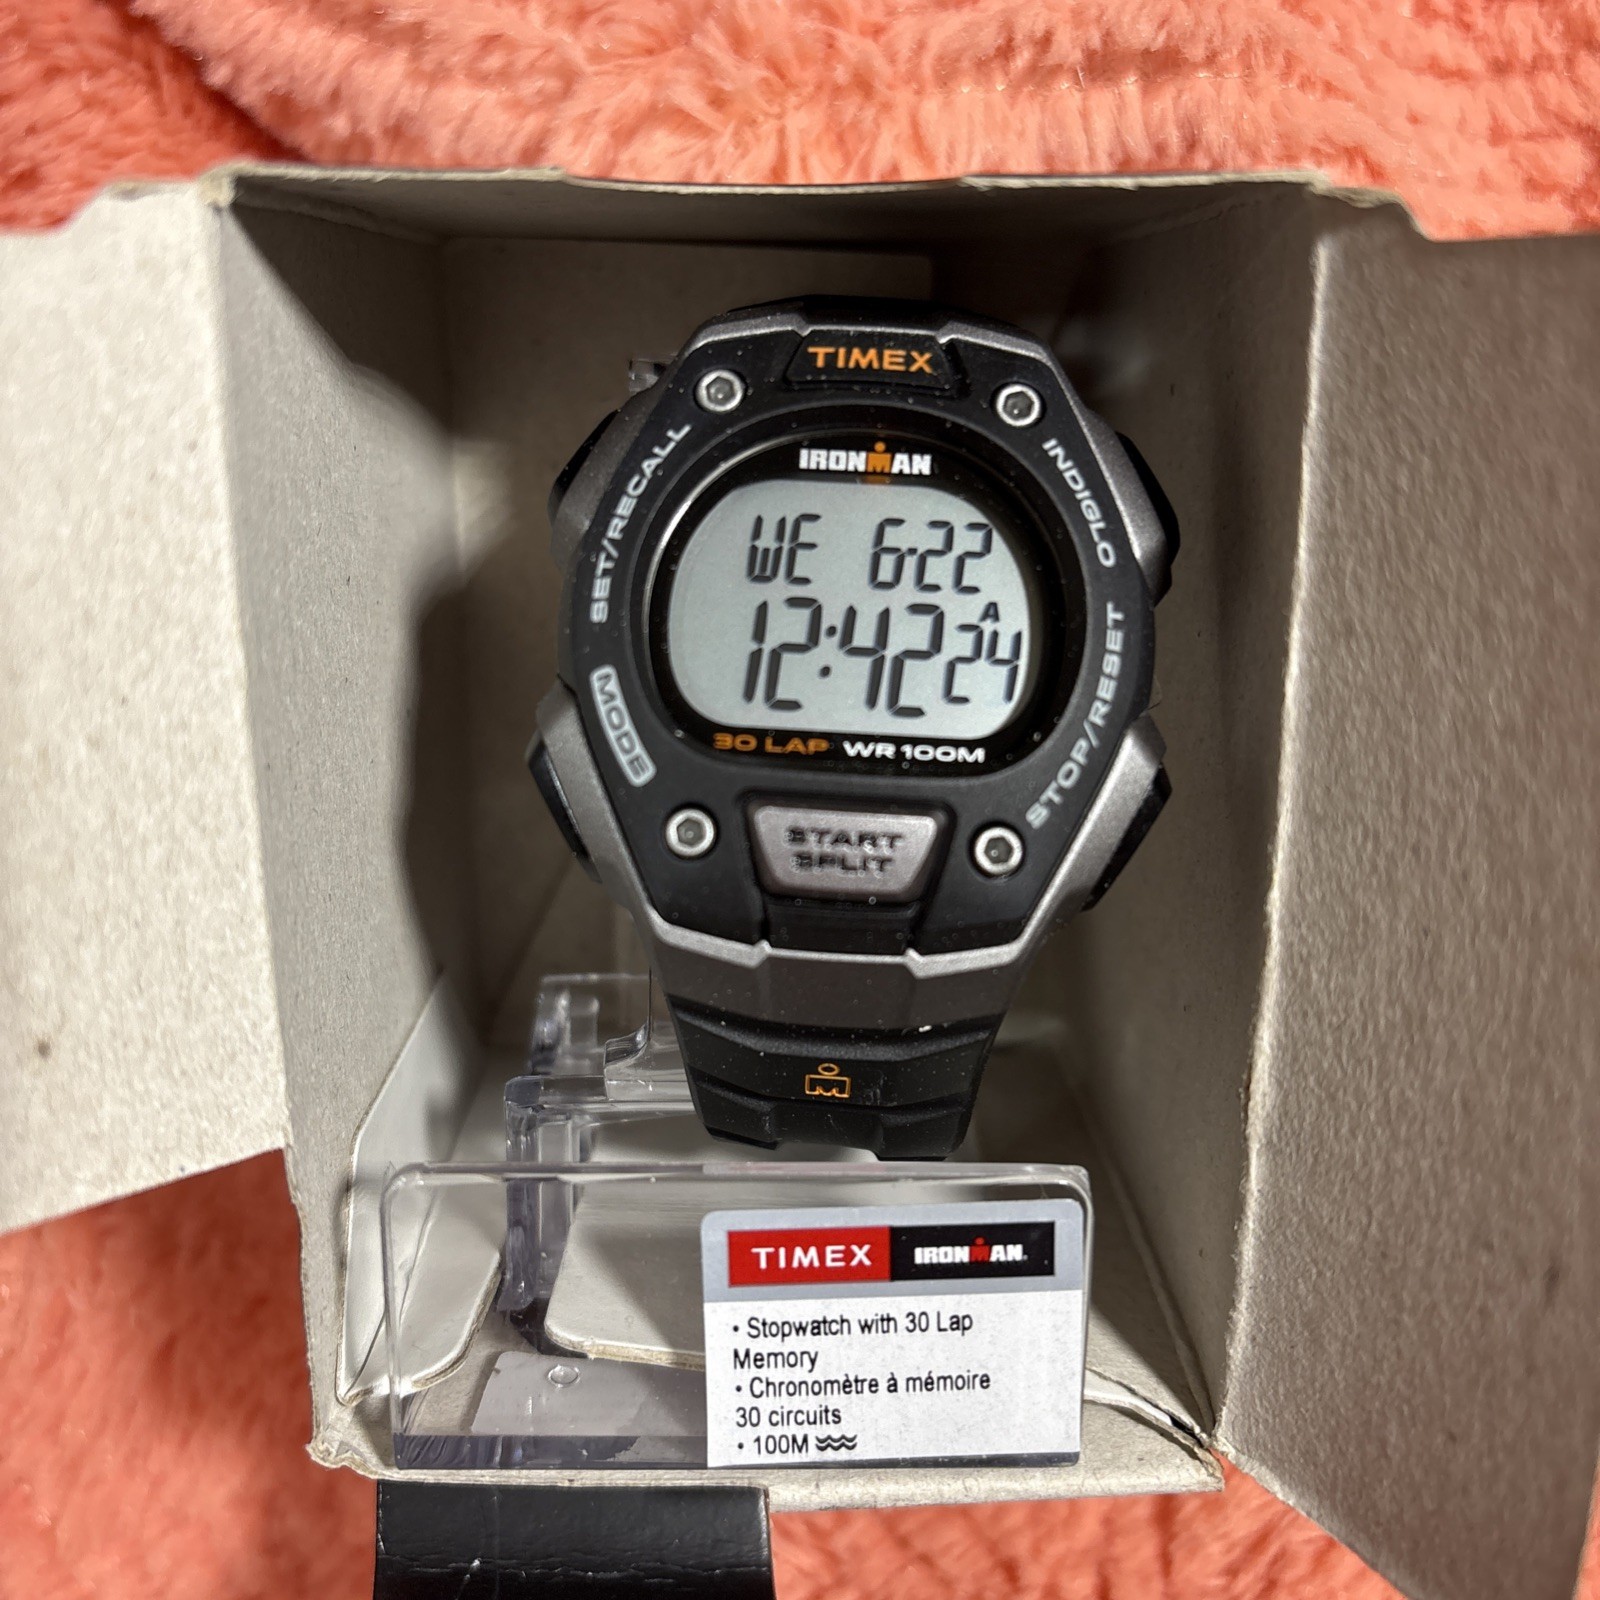 TIMEX
IRONMAN
SET/RECALL
INDIGLO
WE 6-22
A
12:42 24
MODE
STOP/RESET
30 LAP WR 100M
START
SPLIT
TIMEX IRONMAN®
• Stopwatch with 30 Lap
Memory
• Chronomètre à mémoire
30 circuits
• 100M